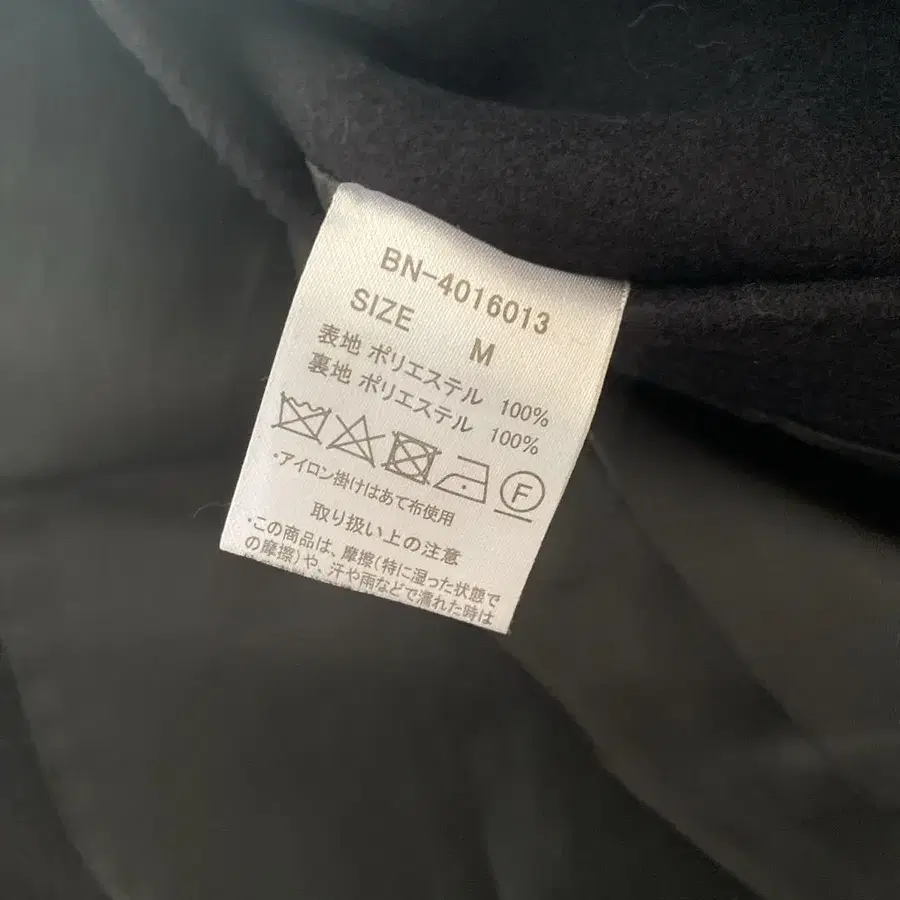 BN-4016013
SIZE
M
表地 ポリエステル 100%
裏地 ポリエステル 100%
F
・アイロン掛けはあて布使用
取り扱い上の注意
・この商品は、摩擦(特に湿った状態で
の摩擦)や、汗や雨などで濡れた時は